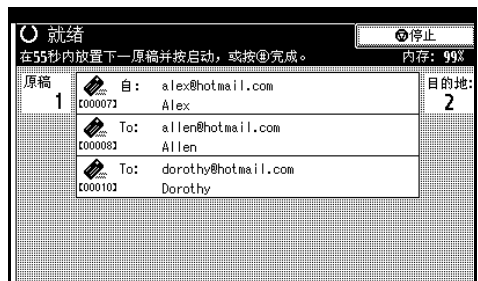 就绪
停止
在55秒内放置下一原稿并按启动，或按⊕完成。
内存: 99%
原稿
1
自: alex@hotmail.com
【00007】 Alex
To: allen@hotmail.com
【00008】 Allen
To: dorothy@hotmail.com
【00010】 Dorothy
目的地:
2